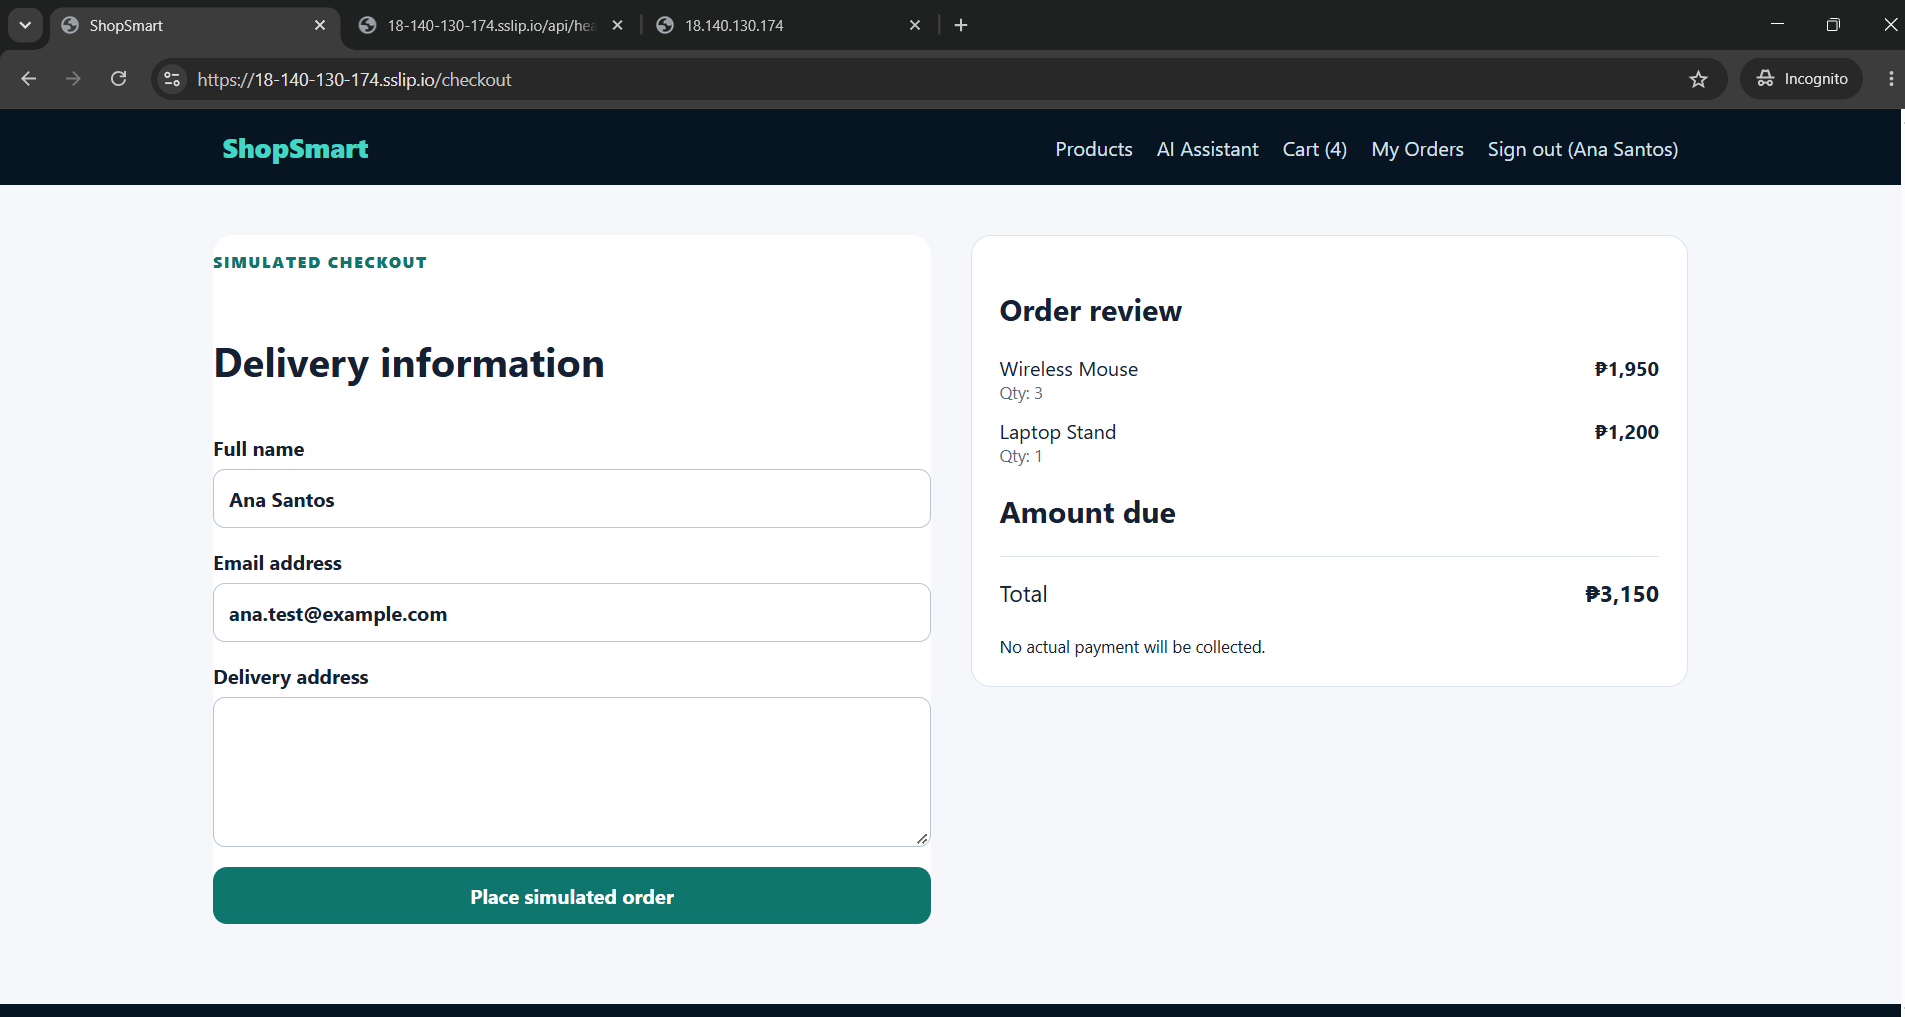 ShopSmart
18-140-130-174.sslip.io/api/hea
18.140.130.174
https://18-140-130-174.sslip.io/checkout
Incognito
ShopSmart
Products
AI Assistant
Cart (4)
My Orders
Sign out (Ana Santos)
SIMULATED CHECKOUT
Delivery information
Full name
Ana Santos
Email address
ana.test@example.com
Delivery address
Place simulated order
Order review
Wireless Mouse ₱1,950
Qty: 3
Laptop Stand ₱1,200
Qty: 1
Amount due
Total ₱3,150
No actual payment will be collected.